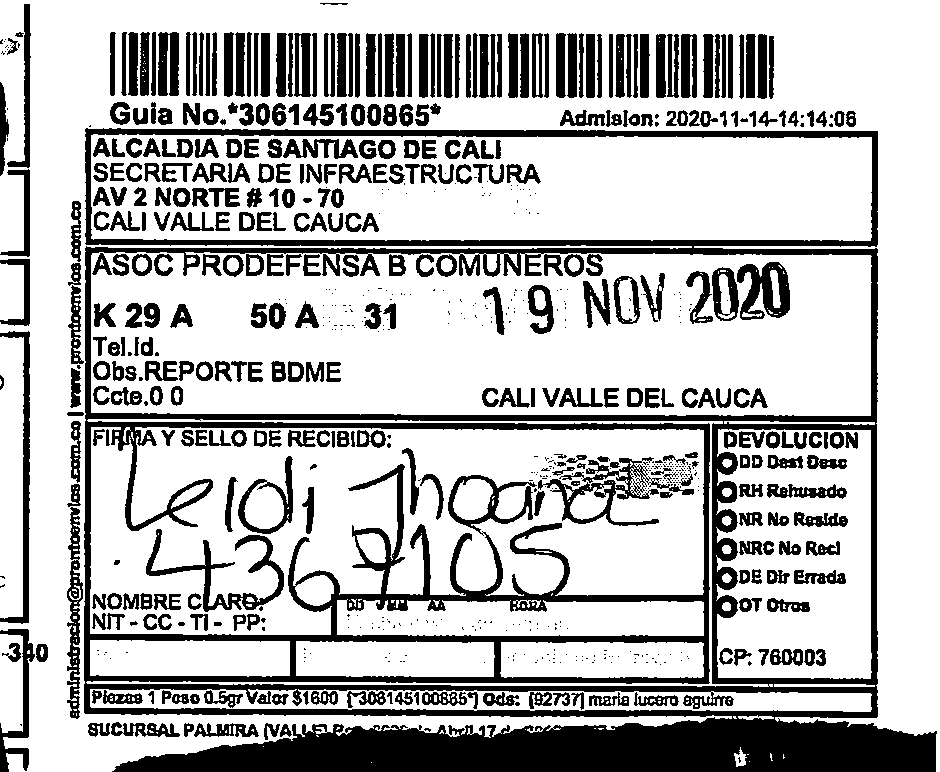 Guia No.*306145100865*
Admision: 2020-11-14-14:14:06
ALCALDIA DE SANTIAGO DE CALI
SECRETARIA DE INFRAESTRUCTURA
AV 2 NORTE # 10 - 70
CALI VALLE DEL CAUCA
ASOC PRODEFENSA B COMUNEROS
19 NOV 2020
K 29 A 50 A 31
Tel.Id.
Obs.REPORTE BDME
Ccte.0 0 CALI VALLE DEL CAUCA
administracion@prontoenvios.com.co | www.prontoenvios.com.co
FIRMA Y SELLO DE RECIBIDO:
Leidi Jhoana
4367105
NOMBRE CLARO:
NIT - CC - TI - PP:
DD MM AA HORA
DEVOLUCION
DD Dest Desc
RH Rehusado
NR No Reside
NRC No Recl
DE Dir Errada
OT Otros
CP: 760003
-340
Piezas 1 Peso 0.5gr Valor $1600 [*306145100865*] Ods: [92737] maria lucero aguirre
SUCURSAL PALMIRA (VALLE)